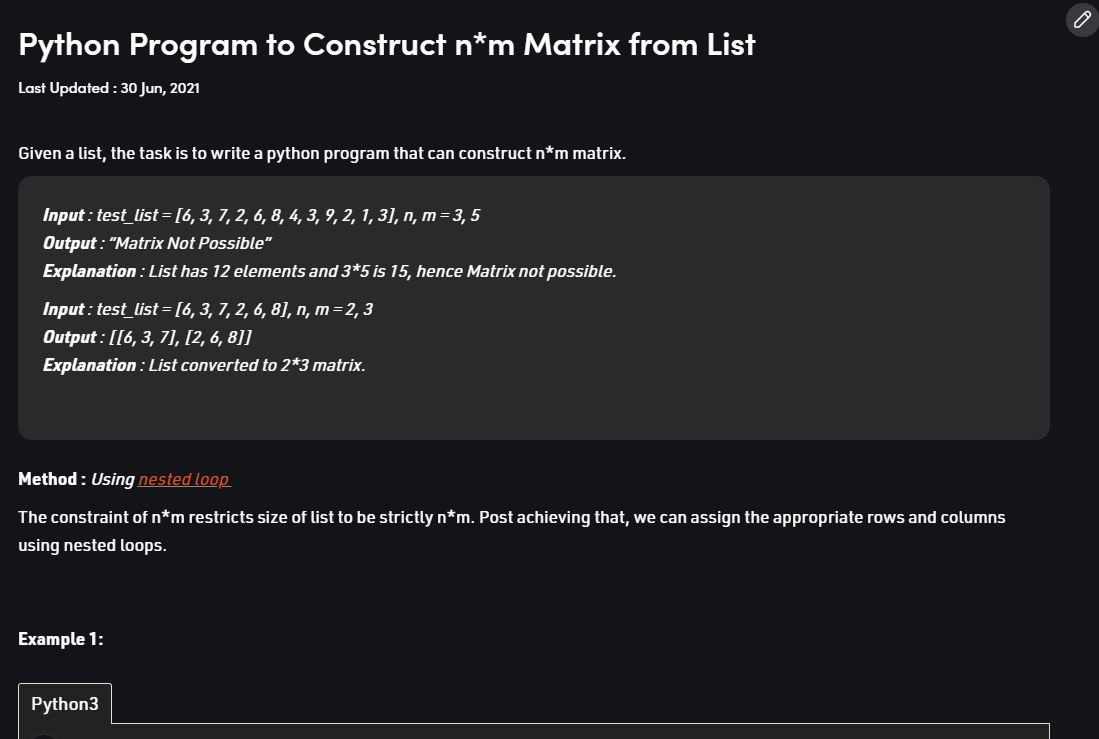 Python Program to Construct n*m Matrix from List
Last Updated : 30 Jun, 2021
Given a list, the task is to write a python program that can construct n*m matrix.
Input : test_list = [6, 3, 7, 2, 6, 8, 4, 3, 9, 2, 1, 3], n, m = 3, 5
Output : “Matrix Not Possible”
Explanation : List has 12 elements and 3*5 is 15, hence Matrix not possible.
Input : test_list = [6, 3, 7, 2, 6, 8], n, m = 2, 3
Output : [[6, 3, 7], [2, 6, 8]]
Explanation : List converted to 2*3 matrix.
Method : Using nested loop
The constraint of n*m restricts size of list to be strictly n*m. Post achieving that, we can assign the appropriate rows and columns
using nested loops.
Example 1:
Python3